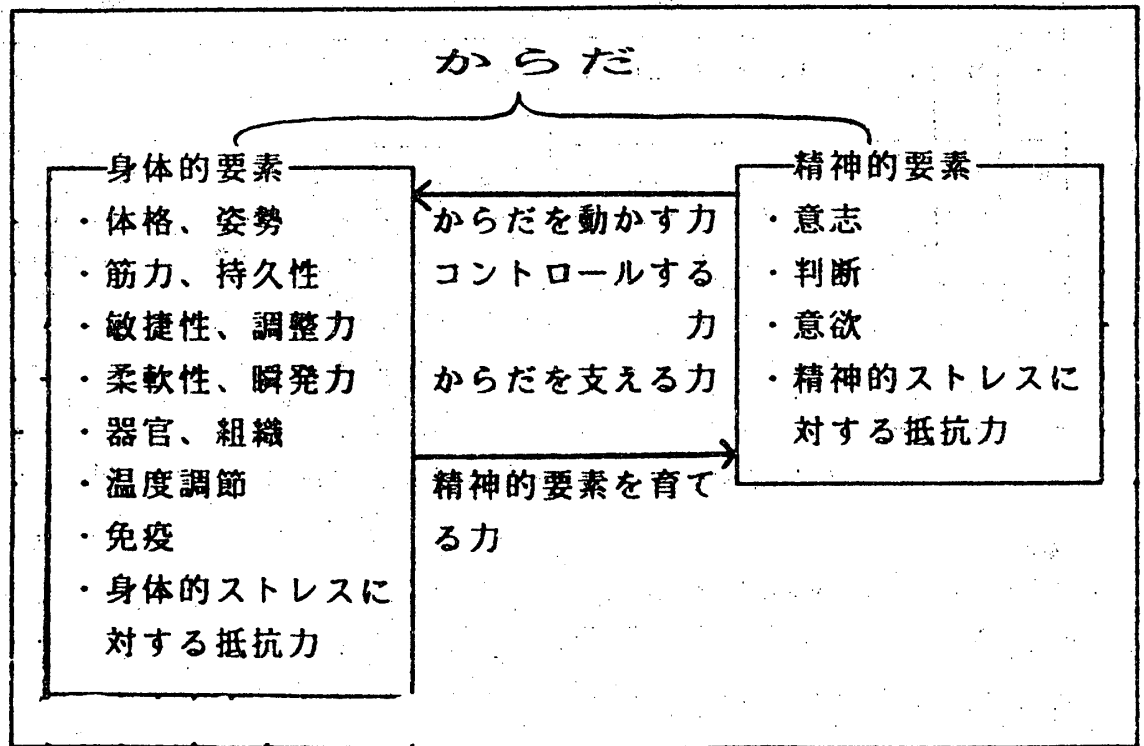 からだ
身体的要素
・体格、姿勢
・筋力、持久性
・敏捷性、調整力
・柔軟性、瞬発力
・器官、組織
・温度調節
・免疫
・身体的ストレスに
対する抵抗力
からだを動かす力
コントロールする
力
からだを支える力
精神的要素を育て
る力
精神的要素
・意志
・判断
・意欲
・精神的ストレスに
対する抵抗力